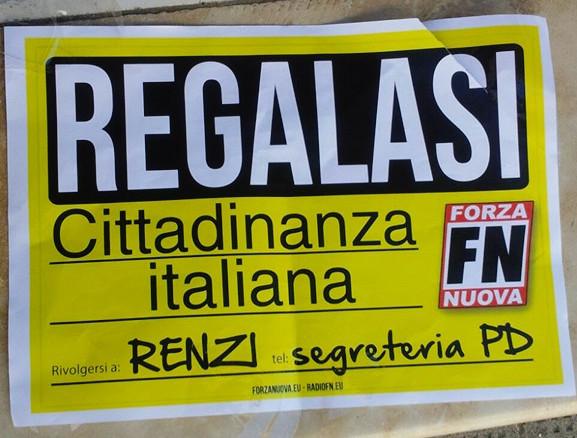 REGALASI
Cittadinanza
italiana
FORZA
FN
NUOVA
Rivolgersi a: RENZI tel: segreteria PD
FORZANUOVA.EU - RADIOFN.EU